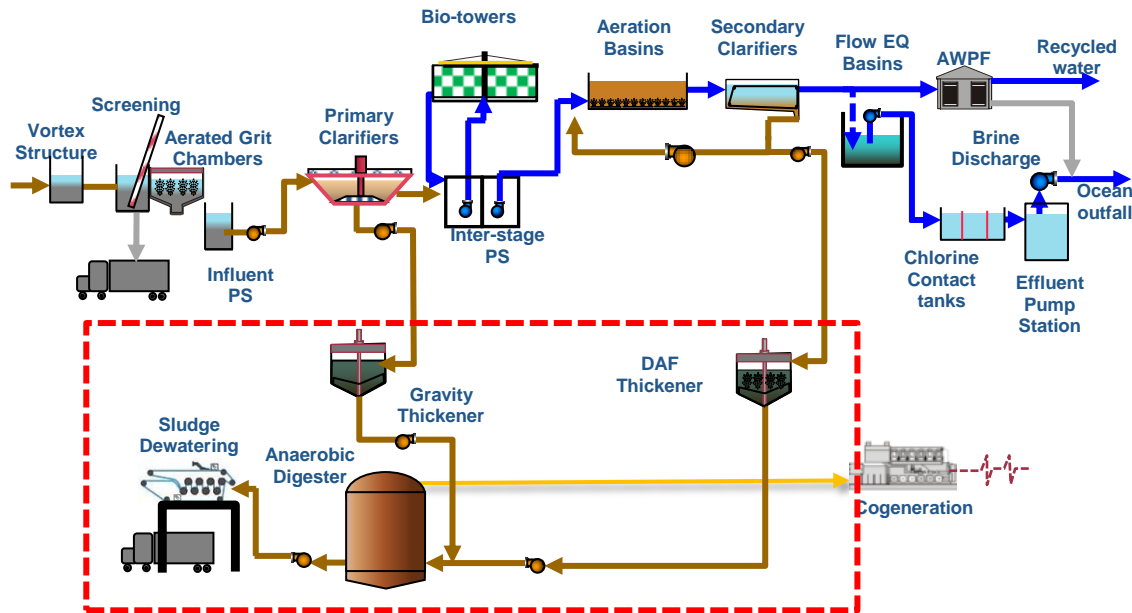 Bio-towers
Aeration
Basins
Secondary
Clarifiers
Flow EQ
Basins
AWPF
Recycled
water
Screening
Vortex
Structure
Aerated Grit
Chambers
Primary
Clarifiers
Brine
Discharge
Ocean
outfall
Inter-stage
PS
Influent
PS
Chlorine
Contact
tanks
Effluent
Pump
Station
DAF
Thickener
Gravity
Thickener
Sludge
Dewatering
Anaerobic
Digester
Cogeneration